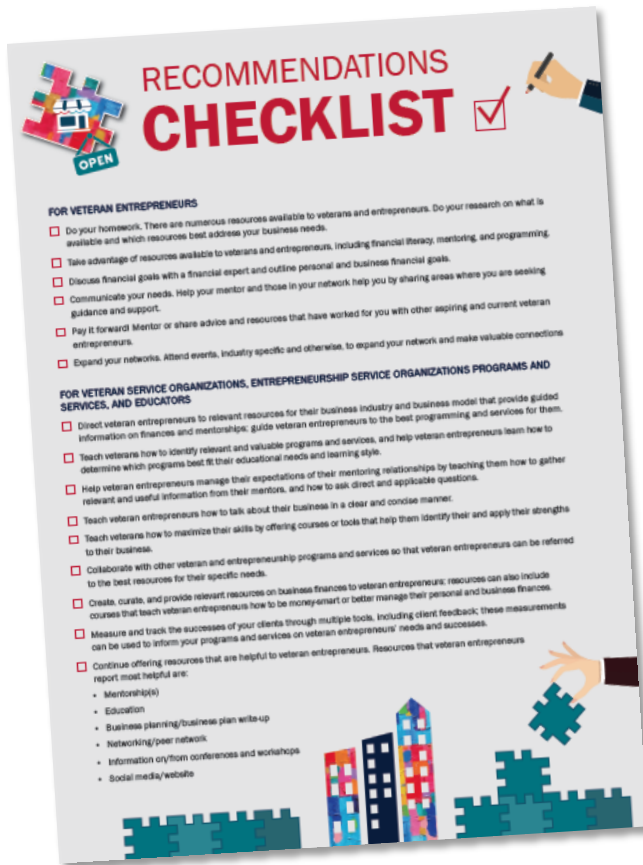 RECOMMENDATIONS
CHECKLIST
OPEN
FOR VETERAN ENTREPRENEURS
Do your homework. There are numerous resources available to veterans and entrepreneurs. Do your research on what is
available and which resources best address your business needs.
Take advantage of resources available to veterans and entrepreneurs, including financial literacy, mentoring, and programming.
Discuss financial goals with a financial expert and outline personal and business financial goals.
Communicate your needs. Help your mentor and those in your network help you by sharing areas where you are seeking
guidance and support.
Pay it forward! Mentor or share advice and resources that have worked for you with other aspiring and current veteran
entrepreneurs.
Expand your networks. Attend events, industry specific and otherwise, to expand your network and make valuable connections
FOR VETERAN SERVICE ORGANIZATIONS, ENTREPRENEURSHIP SERVICE ORGANIZATIONS PROGRAMS AND
SERVICES, AND EDUCATORS
Direct veteran entrepreneurs to relevant resources for their business industry and business model that provide guided
information on finances and mentorships; guide veteran entrepreneurs to the best programming and services for them.
Teach veterans how to identify relevant and valuable programs and services, and help veteran entrepreneurs learn how to
determine which programs best fit their educational needs and learning style.
Help veteran entrepreneurs manage their expectations of their mentoring relationships by teaching them how to gather
relevant and useful information from their mentors, and how to ask direct and applicable questions.
Teach veteran entrepreneurs how to talk about their business in a clear and concise manner.
Teach veterans how to maximize their skills by offering courses or tools that help them identify their and apply their strengths
to their business.
Collaborate with other veteran and entrepreneurship programs and services so that veteran entrepreneurs can be referred
to the best resources for their specific needs.
Create, curate, and provide relevant resources on business finances to veteran entrepreneurs; resources can also include
courses that teach veteran entrepreneurs how to be money-smart or better manage their personal and business finances.
Measure and track the successes of your clients through multiple tools, including client feedback; these measurements
can be used to inform your programs and services on veteran entrepreneurs' needs and successes.
Continue offering resources that are helpful to veteran entrepreneurs. Resources that veteran entrepreneurs
report most helpful are:
• Mentorship(s)
• Education
• Business planning/business plan write-up
• Networking/peer network
• Information on/from conferences and workshops
• Social media/website